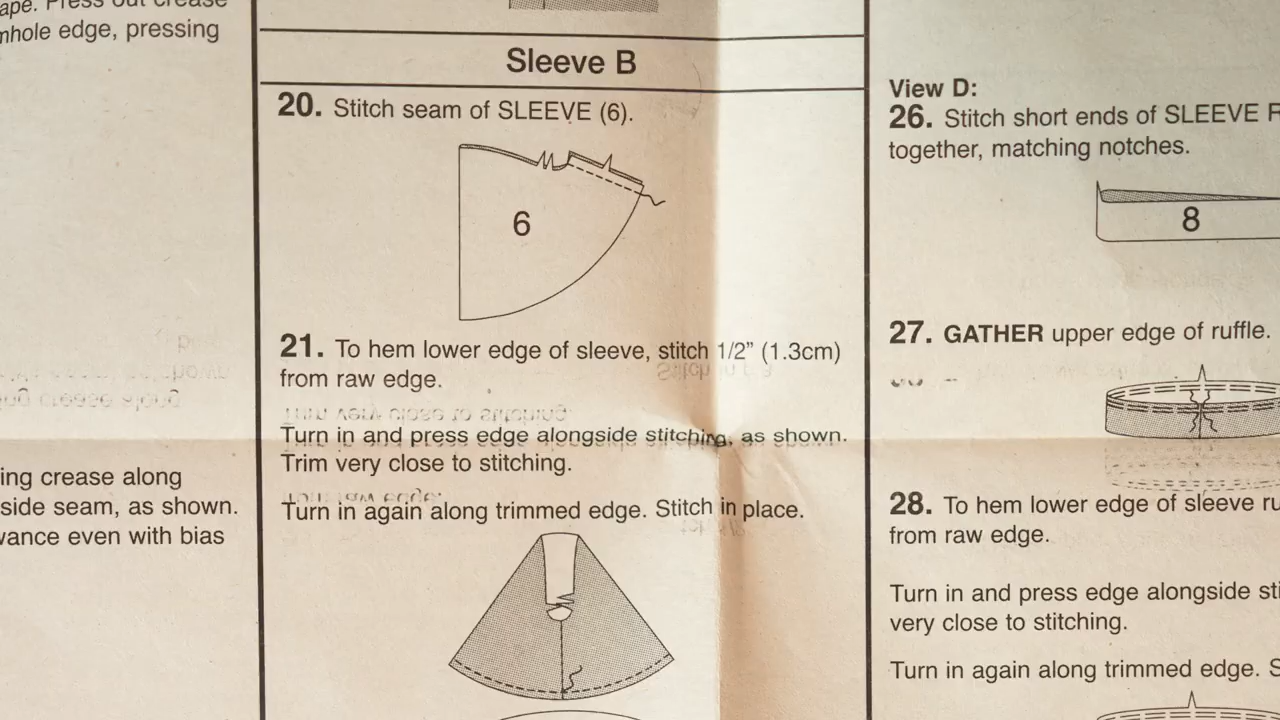 ape. Press out crease
nhole edge, pressing
ing crease along
side seam, as shown.
vance even with bias
Sleeve B
20. Stitch seam of SLEEVE (6).
6
21. To hem lower edge of sleeve, stitch 1/2” (1.3cm)
from raw edge.
Turn in and press edge alongside stitching, as shown.
Trim very close to stitching.
Turn in again along trimmed edge. Stitch in place.
View D:
26. Stitch short ends of SLEEVE R
together, matching notches.
8
27. GATHER upper edge of ruffle.
28. To hem lower edge of sleeve ru
from raw edge.
Turn in and press edge alongside sti
very close to stitching.
Turn in again along trimmed edge. S